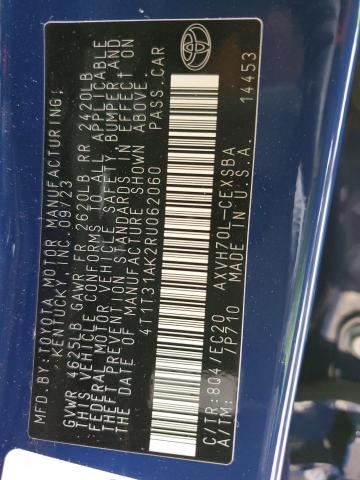 MFD.BY:TOYOTA MOTOR MANUFACTURING,
KENTUCKY, INC. 09/23
GVWR 4625LB GAWR FR 2620LB RR 2420LB
THIS VEHICLE CONFORMS TO ALL APPLICABLE
FEDERAL MOTOR VEHICLE SAFETY, BUMPER, AND
THEFT PREVENTION STANDARDS IN EFFECT ON
THE DATE OF MANUFACTURE SHOWN ABOVE.
4T1T31AK2RU062060 PASS.CAR
C/TR:8Q4/EC20 AXVH70L-CEXSBA
A/TM: /P710 MADE IN U.S.A. 14453